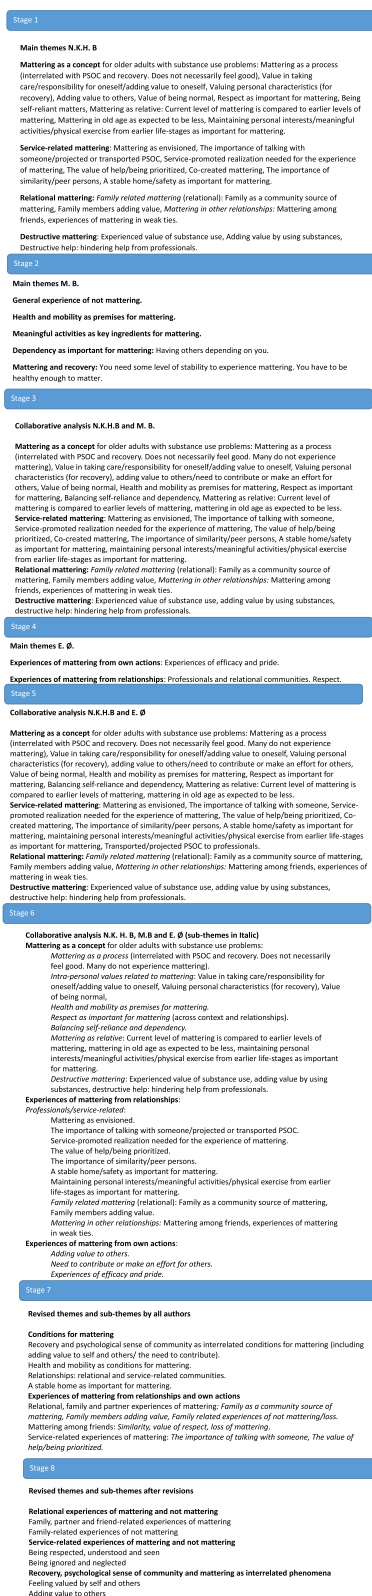 Stage 1
Main themes N.K.H. B
Mattering as a concept for older adults with substance use problems: Mattering as a process
(interrelated with PSOC and recovery. Does not necessarily feel good), Value in taking
care/responsibility for oneself/adding value to oneself, Valuing personal characteristics (for
recovery), Adding value to others, Value of being normal, Respect as important for mattering, Being
self-reliant matters, Mattering as relative: Current level of mattering is compared to earlier levels of
mattering, Mattering in old age as expected to be less, Maintaining personal interests/meaningful
activities/physical exercise from earlier life-stages as important for mattering.
Service-related mattering: Mattering as envisioned, The importance of talking with
someone/projected or transported PSOC, Service-promoted realization needed for the experience
of mattering, The value of help/being prioritized, Co-created mattering, The importance of
similarity/peer persons, A stable home/safety as important for mattering.
Relational mattering: Family related mattering (relational): Family as a community source of
mattering, Family members adding value, Mattering in other relationships: Mattering among
friends, experiences of mattering in weak ties.
Destructive mattering: Experienced value of substance use, Adding value by using substances,
Destructive help: hindering help from professionals.
Stage 2
Main themes M. B.
General experience of not mattering.
Health and mobility as premises for mattering.
Meaningful activities as key ingredients for mattering.
Dependency as important for mattering: Having others depending on you.
Mattering and recovery: You need some level of stability to experience mattering. You have to be
healthy enough to matter.
Stage 3
Collaborative analysis N.K.H.B and M. B.
Mattering as a concept for older adults with substance use problems: Mattering as a process
(interrelated with PSOC and recovery. Does not necessarily feel good. Many do not experience
mattering), Value in taking care/responsibility for oneself/adding value to oneself, Valuing personal
characteristics (for recovery), adding value to others/need to contribute or make an effort for
others, Value of being normal, Health and mobility as premises for mattering, Respect as important
for mattering, Balancing self-reliance and dependency, Mattering as relative: Current level of
mattering is compared to earlier levels of mattering, mattering in old age as expected to be less.
Service-related mattering: Mattering as envisioned, The importance of talking with someone,
Service-promoted realization needed for the experience of mattering, The value of help/being
prioritized, Co-created mattering, The importance of similarity/peer persons, A stable home/safety
as important for mattering, maintaining personal interests/meaningful activities/physical exercise
from earlier life-stages as important for mattering.
Relational mattering: Family related mattering (relational): Family as a community source of
mattering, Family members adding value, Mattering in other relationships: Mattering among
friends, experiences of mattering in weak ties.
Destructive mattering: Experienced value of substance use, adding value by using substances,
destructive help: hindering help from professionals.
Stage 4
Main themes E. Ø.
Experiences of mattering from own actions: Experiences of efficacy and pride.
Experiences of mattering from relationships: Professionals and relational communities. Respect.
Stage 5
Collaborative analysis N.K.H.B and E. Ø
Mattering as a concept for older adults with substance use problems: Mattering as a process
(interrelated with PSOC and recovery. Does not necessarily feel good. Many do not experience
mattering), Value in taking care/responsibility for oneself/adding value to oneself, Valuing personal
characteristics (for recovery), adding value to others/need to contribute or make an effort for others,
Value of being normal, Health and mobility as premises for mattering, Respect as important for
mattering, Balancing self-reliance and dependency, Mattering as relative: Current level of mattering is
compared to earlier levels of mattering, mattering in old age as expected to be less.
Service-related mattering: Mattering as envisioned, The importance of talking with someone, Service-
promoted realization needed for the experience of mattering, The value of help/being prioritized, Co-
created mattering, The importance of similarity/peer persons, A stable home/safety as important for
mattering, maintaining personal interests/meaningful activities/physical exercise from earlier life-stages
as important for mattering, Transported/projected PSOC to professionals.
Relational mattering: Family related mattering (relational): Family as a community source of mattering,
Family members adding value, Mattering in other relationships: Mattering among friends, experiences of
mattering in weak ties.
Destructive mattering: Experienced value of substance use, adding value by using substances,
destructive help: hindering help from professionals.
Stage 6
Collaborative analysis N.K. H. B, M.B and E. Ø (sub-themes in Italic)
Mattering as a concept for older adults with substance use problems:
Mattering as a process (interrelated with PSOC and recovery. Does not necessarily
feel good. Many do not experience mattering).
Intra-personal values related to mattering: Value in taking care/responsibility for
oneself/adding value to oneself, Valuing personal characteristics (for recovery), Value
of being normal,
Health and mobility as premises for mattering.
Respect as important for mattering (across context and relationships).
Balancing self-reliance and dependency.
Mattering as relative: Current level of mattering is compared to earlier levels of
mattering, mattering in old age as expected to be less, maintaining personal
interests/meaningful activities/physical exercise from earlier life-stages as important
for mattering.
Destructive mattering: Experienced value of substance use, adding value by using
substances, destructive help: hindering help from professionals.
Experiences of mattering from relationships:
Professionals/service-related:
Mattering as envisioned.
The importance of talking with someone/projected or transported PSOC.
Service-promoted realization needed for the experience of mattering.
The value of help/being prioritized.
The importance of similarity/peer persons.
A stable home/safety as important for mattering.
Maintaining personal interests/meaningful activities/physical exercise from earlier
life-stages as important for mattering.
Family related mattering (relational): Family as a community source of mattering,
Family members adding value.
Mattering in other relationships: Mattering among friends, experiences of mattering
in weak ties.
Experiences of mattering from own actions:
Adding value to others.
Need to contribute or make an effort for others.
Experiences of efficacy and pride.
Stage 7
Revised themes and sub-themes by all authors
Conditions for mattering
Recovery and psychological sense of community as interrelated conditions for mattering (including
adding value to self and others/ the need to contribute).
Health and mobility as conditions for mattering.
Relationships: relational and service-related communities.
A stable home as important for mattering.
Experiences of mattering from relationships and own actions
Relational, family and partner experiences of mattering: Family as a community source of
mattering, Family members adding value, Family related experiences of not mattering/loss.
Mattering among friends: Similarity, value of respect, loss of mattering.
Service-related experiences of mattering: The importance of talking with someone, The value of
help/being prioritized.
Stage 8
Revised themes and sub-themes after revisions
Relational experiences of mattering and not mattering
Family, partner and friend-related experiences of mattering
Family-related experiences of not mattering
Service-related experiences of mattering and not mattering
Being respected, understood and seen
Being ignored and neglected
Recovery, psychological sense of community and mattering as interrelated phenomena
Feeling valued by self and others
Adding value to others